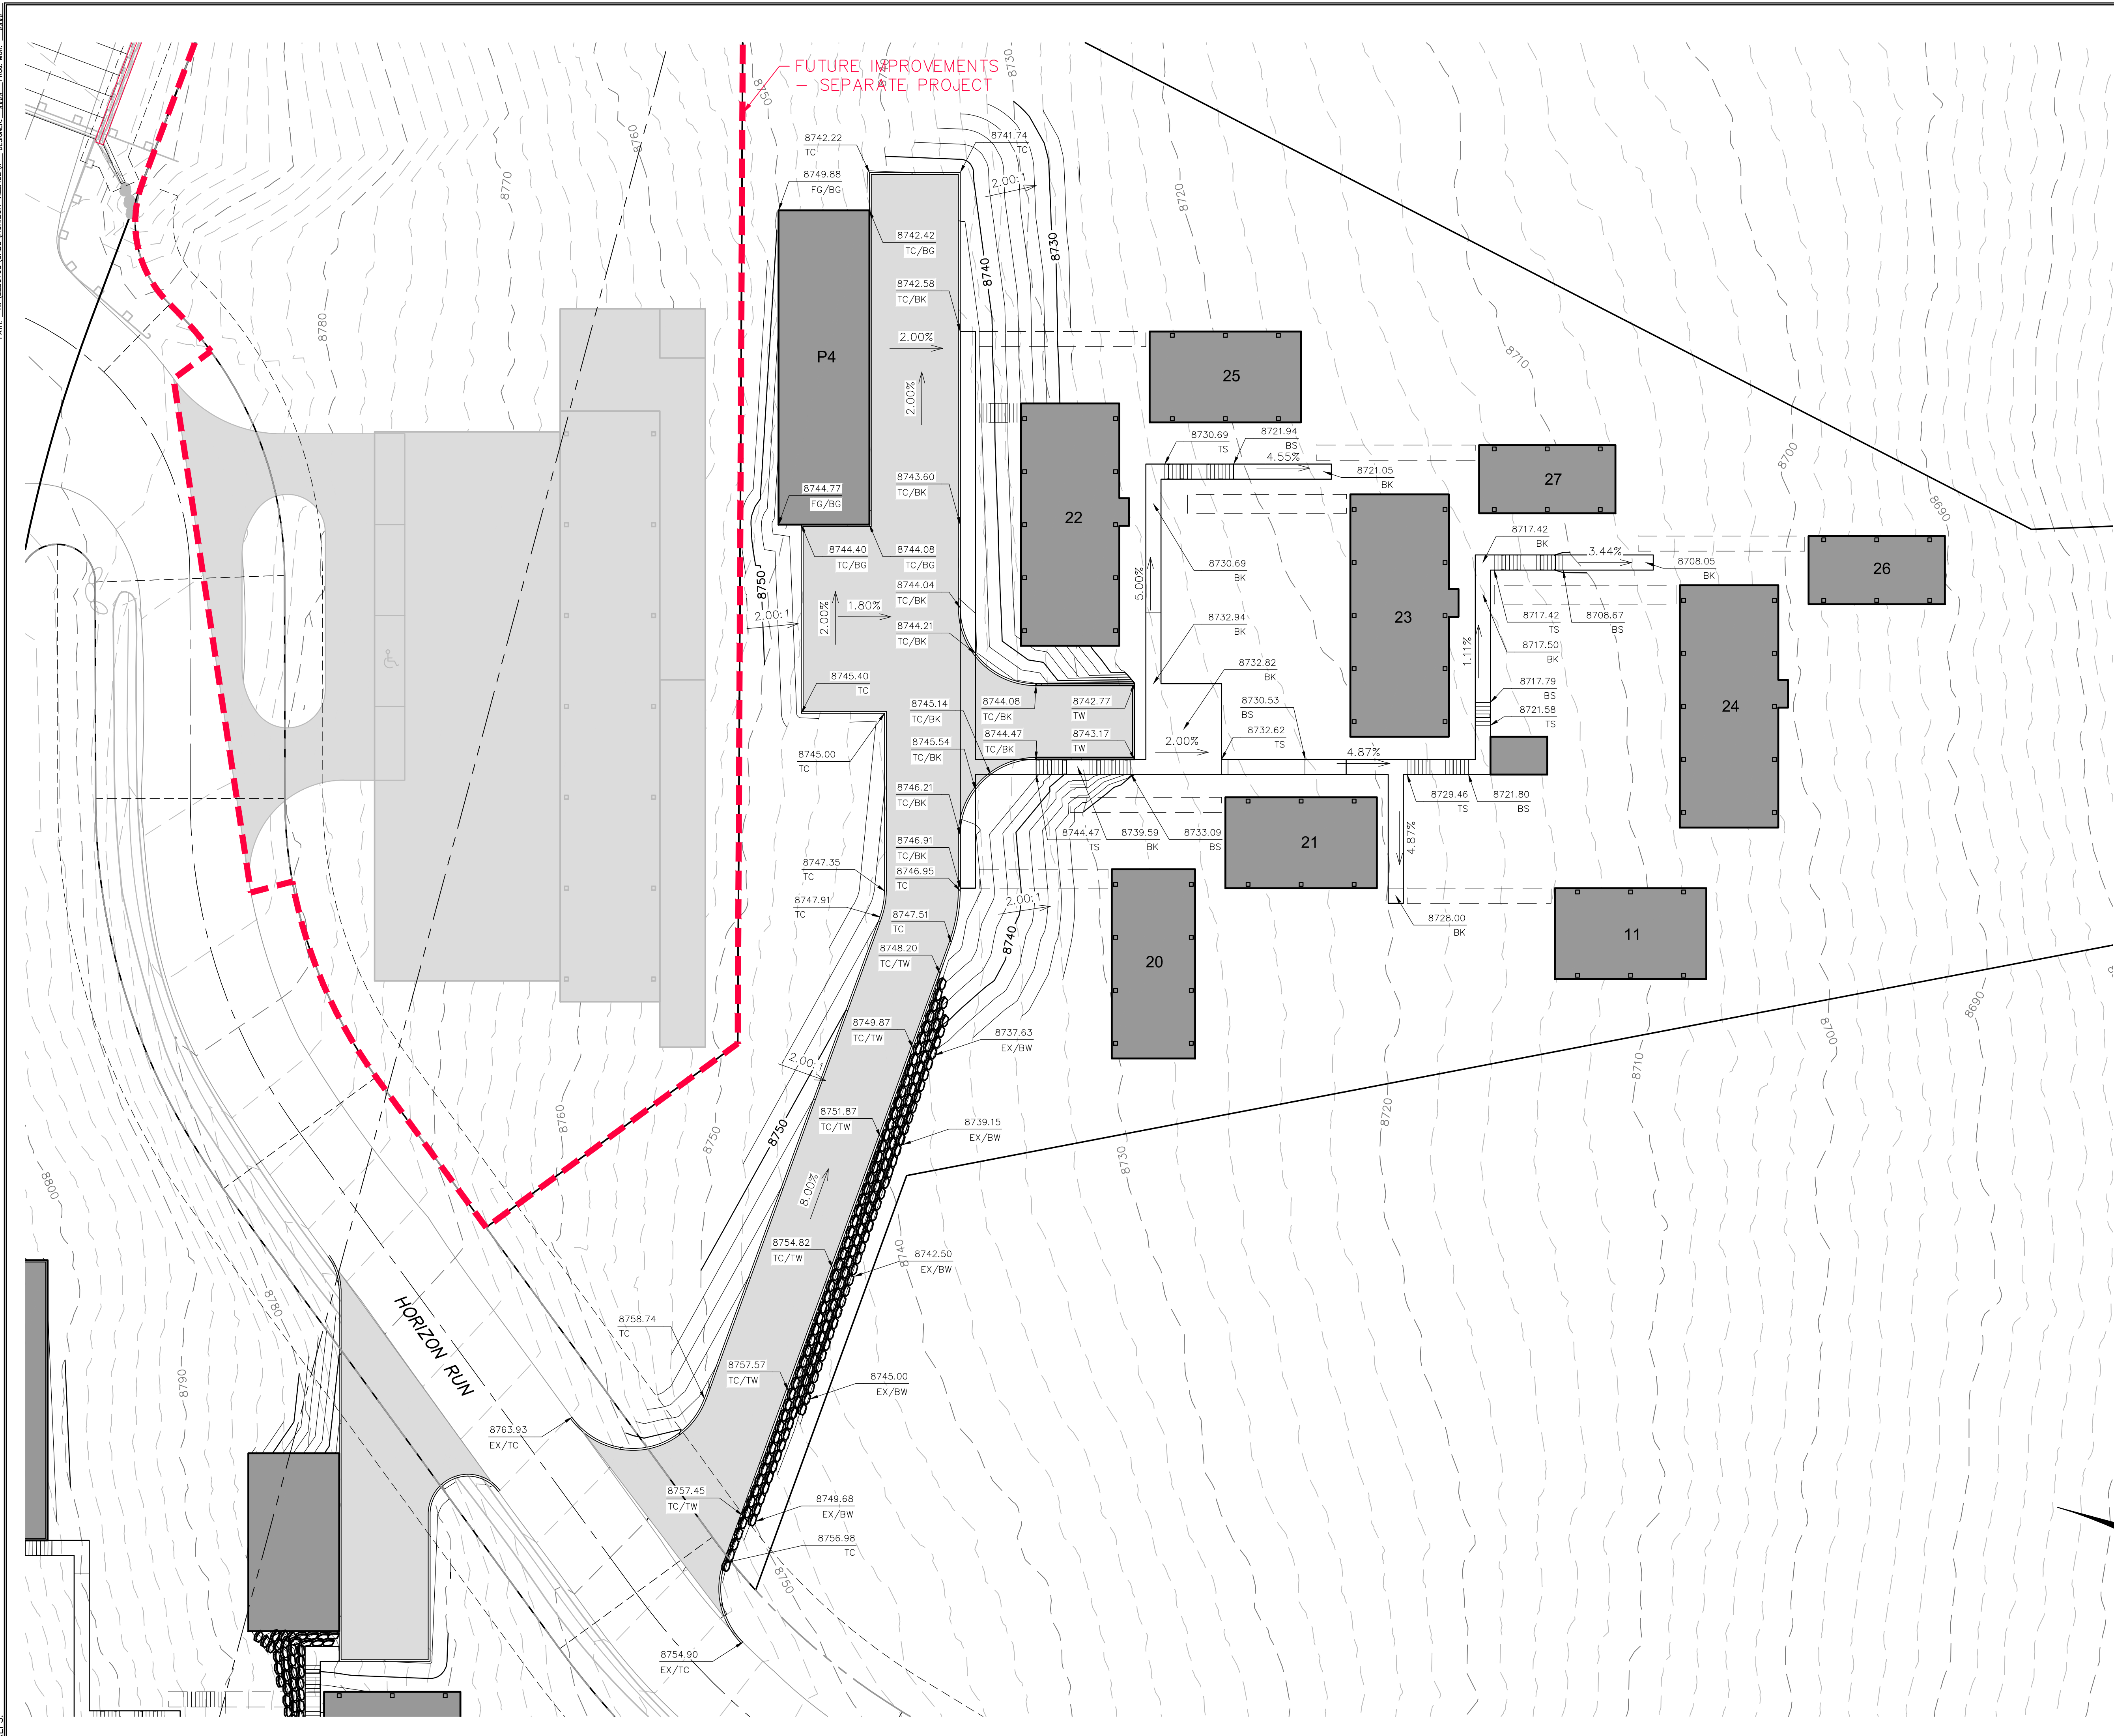 FUTURE IMPROVEMENTS
- SEPARATE PROJECT
8730
8750
8760
8770
8780
8742.22
TC
8741.74
TC
2.00:1
8749.88
FG/BG
8720
8742.42
TC/BG
8740
8730
8742.58
TC/BK
2.00%
P4
2.00%
25
8710
8730.69
TS
8721.94
BS
4.55%
8721.05
BK
8700
8690
8743.60
TC/BK
8744.77
FG/BG
22
27
8717.42
BK
3.44%
8708.05
BK
26
8744.40
TC/BG
8744.08
TC/BG
8730.69
BK
5.00%
8750
8744.04
TC/BK
2.00:1
2.00%
1.80%
8744.21
TC/BK
8732.94
BK
23
8717.42
TS
8708.67
BS
8717.50
BK
1.11%
8732.82
BK
8717.79
BS
8745.40
TC
8745.14
TC/BK
8744.08
TC/BK
8742.77
TW
8730.53
BS
8721.58
TS
24
8745.00
TC
8745.54
TC/BK
8744.47
TC/BK
8743.17
TW
2.00%
8732.62
TS
4.87%
8746.21
TC/BK
8729.46
TS
8721.80
BS
8744.47
TS
8739.59
BK
8733.09
BS
21
4.87%
8746.91
TC/BK
8747.35
TC
8746.95
TC
2.00:1
8747.91
TC
8747.51
TC
8740
8728.00
BK
11
8748.20
TC/TW
20
8690
8700
8710
8749.87
TC/TW
8737.63
EX/BW
2.00:1
8720
8751.87
TC/TW
8739.15
EX/BW
8760
8750
8750
8730
8800
8.00%
8754.82
TC/TW
8742.50
EX/BW
8740
8780
HORIZON RUN
8758.74
TC
8757.57
TC/TW
8745.00
EX/BW
8790
8763.93
EX/TC
8757.45
TC/TW
8749.68
EX/BW
8756.98
TC
8750
8754.90
EX/TC